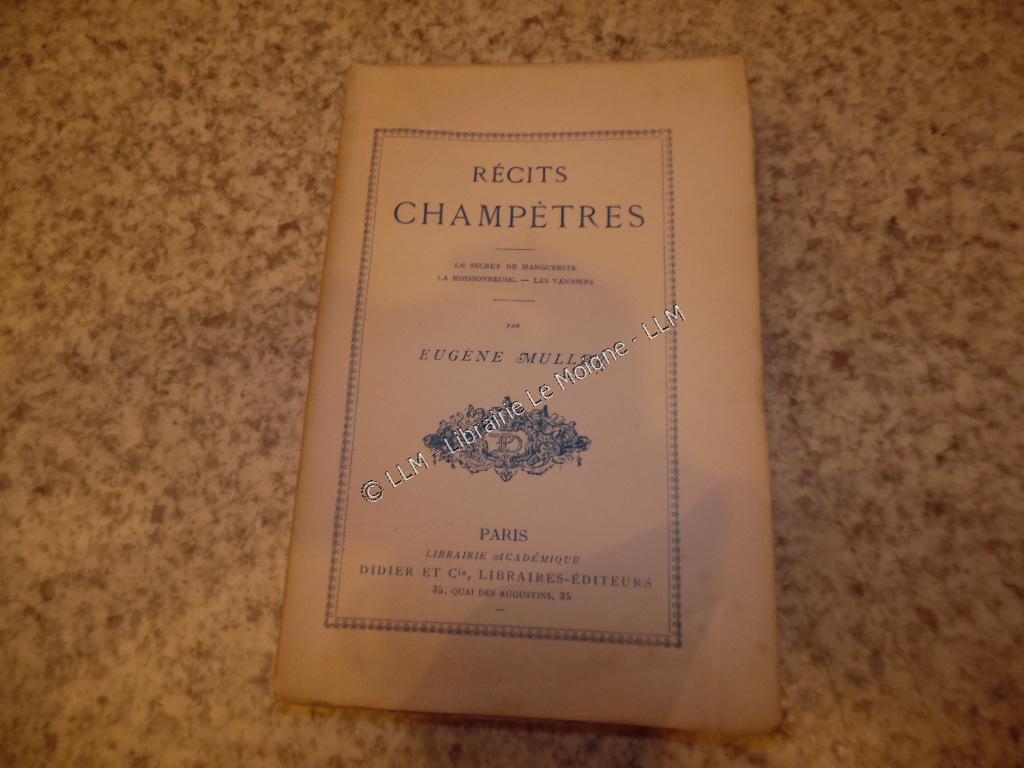 RÉCITS
CHAMPÊTRES
LE SECRET DE MARGUERITE
LA MOISSONNEUSE. — LES VANNIERS
PAR
EUGÈNE
D
PARIS
LIBRAIRIE ACADÉMIQUE
DIDIER ET Cie, LIBRAIRES-ÉDITEURS
35, QUAI DES AUGUSTINS, 35
© LLM - Librairie Le Moigne - LLM